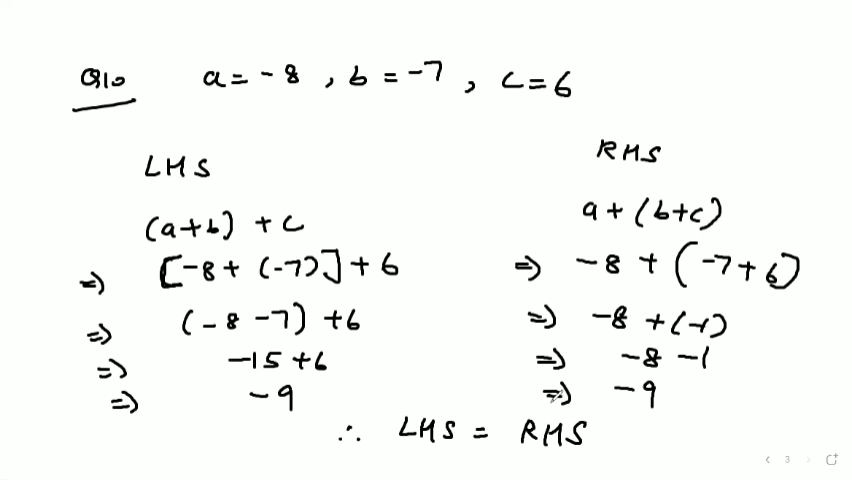 Q10 a = -8 , b = -7 , c = 6
LHS
(a+b) + c
=> [-8 + (-7)] + 6
=> (-8 -7) + 6
=> -15 + 6
=> -9
RHS
a + (b+c)
=> -8 + (-7 + 6)
=> -8 + (-1)
=> -8 -1
=> -9
∴ LHS = RHS
< 3 >